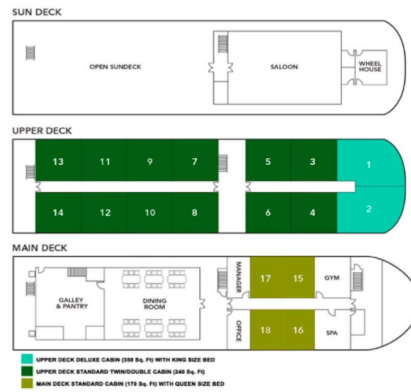 SUN DECK
OPEN SUNDECK
SALOON
WHEEL
HOUSE
UPPER DECK
13 11 9 7 5 3 1
14 12 10 8 6 4 2
MAIN DECK
GALLEY
& PANTRY
DINING
ROOM
MANAGER
17 15
GYM
OFFICE
18 16
SPA
UPPER DECK DELUXE CABIN (350 Sq. Ft) WITH KING SIZE BED
UPPER DECK STANDARD TWIN/DOUBLE CABIN (240 Sq. Ft)
MAIN DECK STANDARD CABIN (170 Sq. Ft) WITH QUEEN SIZE BED